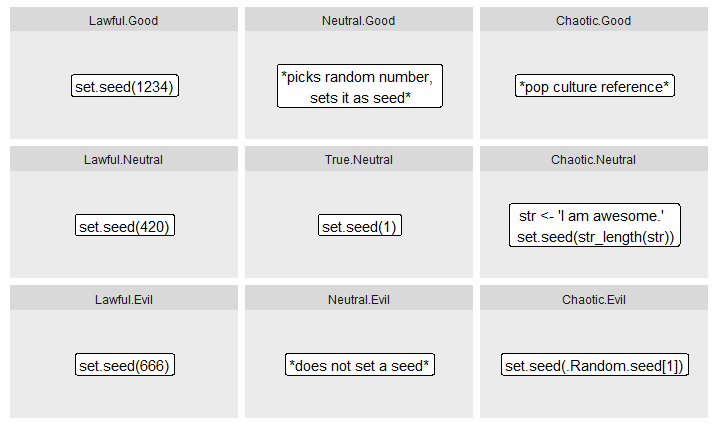 Lawful.Good
Neutral.Good
Chaotic.Good
set.seed(1234)
*picks random number,
sets it as seed*
*pop culture reference*
Lawful.Neutral
True.Neutral
Chaotic.Neutral
set.seed(420)
set.seed(1)
str <- 'I am awesome.'
set.seed(str_length(str))
Lawful.Evil
Neutral.Evil
Chaotic.Evil
set.seed(666)
*does not set a seed*
set.seed(.Random.seed[1])